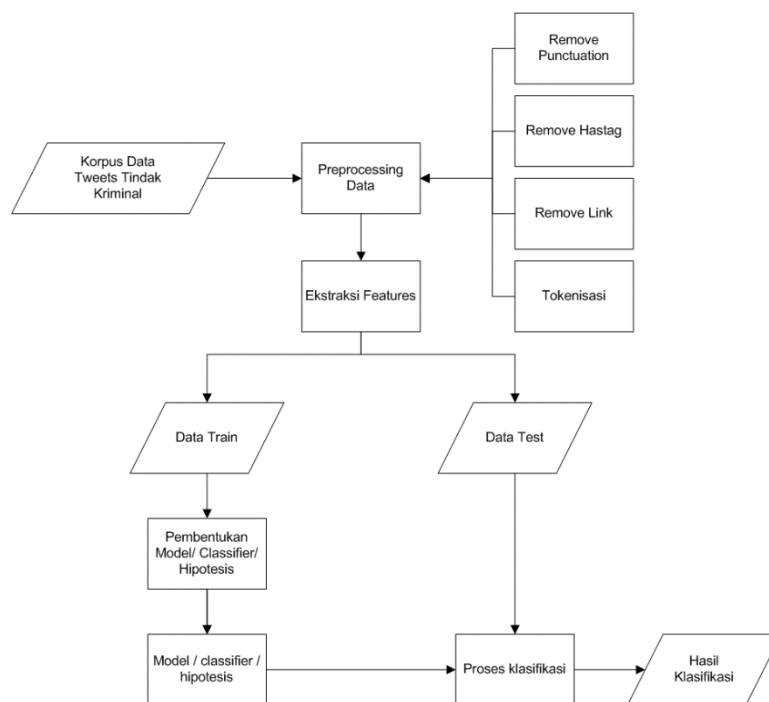 Remove
Punctuation
Remove Hastag
Korpus Data
Tweets Tindak
Kriminal
Preprocessing
Data
Remove Link
Ekstraksi Features
Tokenisasi
Data Train
Data Test
Pembentukan
Model/ Classifier/
Hipotesis
Model / classifier /
hipotesis
Proses klasifikasi
Hasil
Klasifikasi